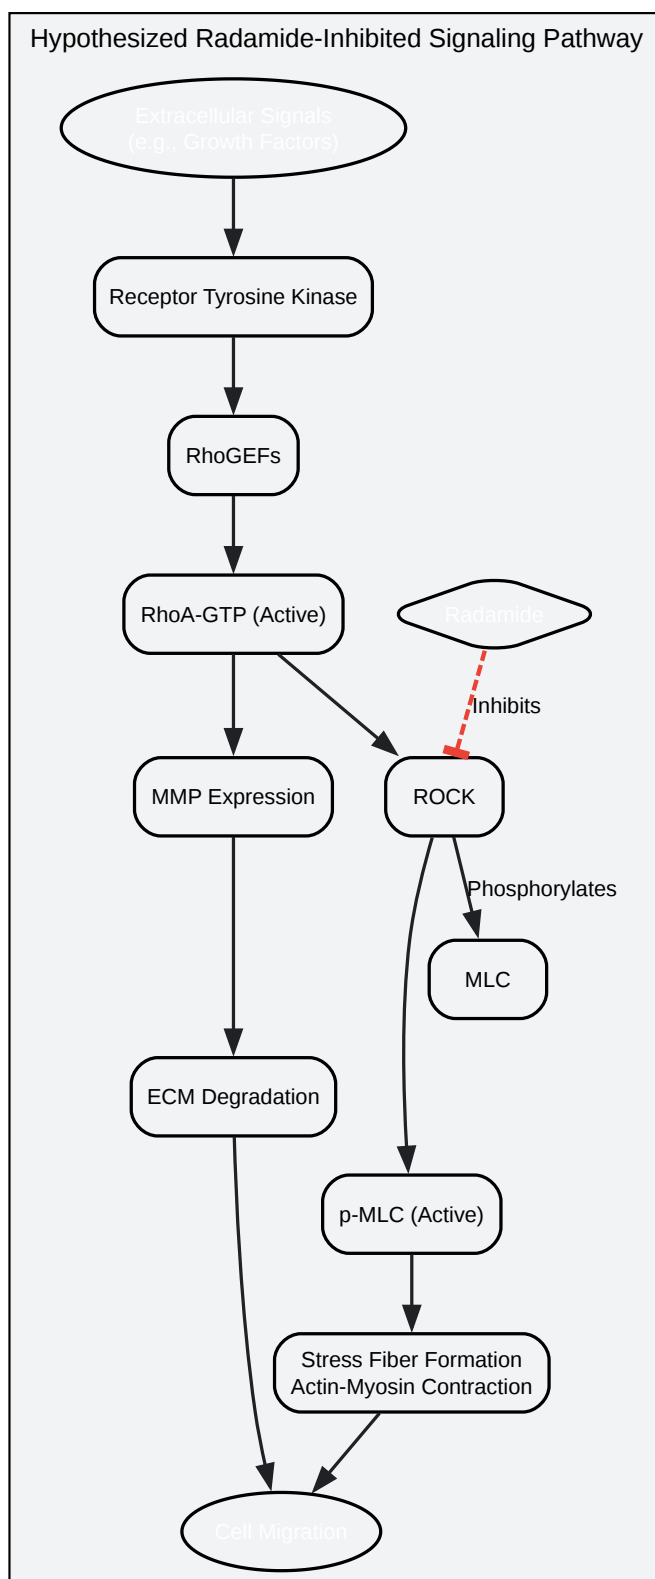 Hypothesized Radamide-Inhibited Signaling Pathway
Extracellular Signals
(e.g., Growth Factors)
Receptor Tyrosine Kinase
RhoGEFs
RhoA-GTP (Active)
Radamide
Inhibits
MMP Expression
ROCK
Phosphorylates
MLC
ECM Degradation
p-MLC (Active)
Stress Fiber Formation
Actin-Myosin Contraction
Cell Migration